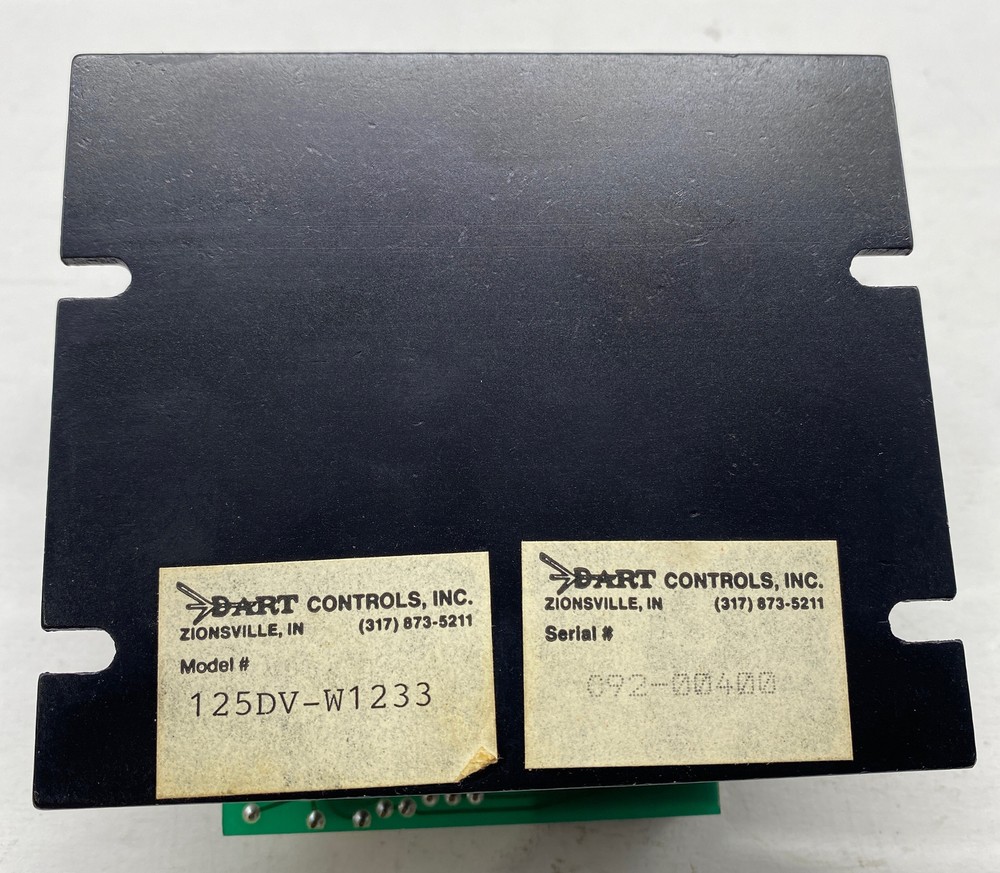 DART CONTROLS, INC.
ZIONSVILLE, IN (317) 873-5211
Model #
125DV-W1233
DART CONTROLS, INC.
ZIONSVILLE, IN (317) 873-5211
Serial #
092-00400